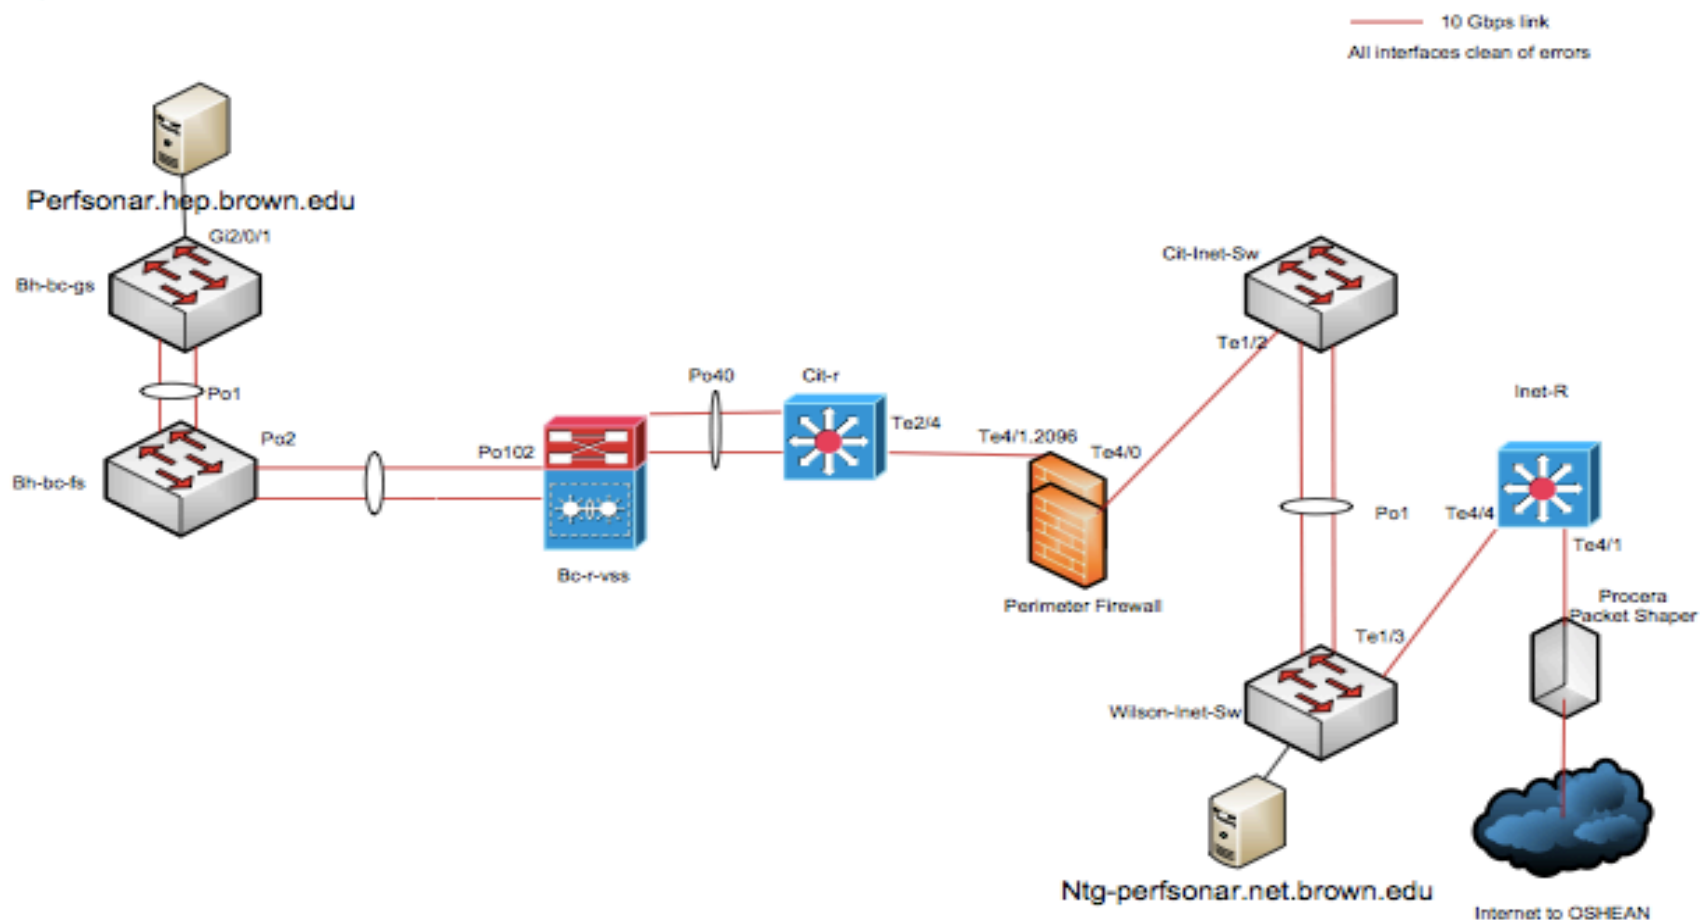 10 Gbps link
All interfaces clean of errors
Perfsonar.hep.brown.edu
Gi2/0/1
Bh-bc-gs
Po1
Po2
Bh-bc-fs
Po102
Bc-r-vss
Po40
Cit-r
Te2/4
Te4/1.2096
Te4/0
Perimeter Firewall
Cit-Inet-Sw
Te1/2
Po1
Inet-R
Te4/4
Te4/1
Procera
Packet Shaper
Te1/3
Wilson-Inet-Sw
Ntg-perfsonar.net.brown.edu
Internet to OSHEAN